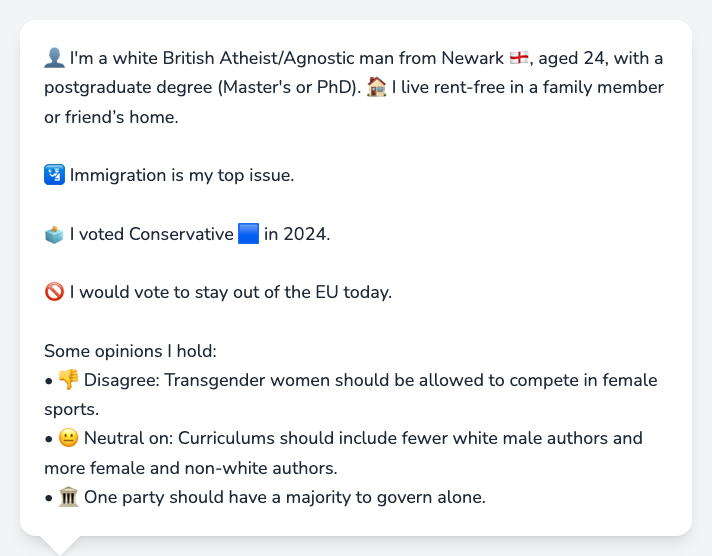 👤 I'm a white British Atheist/Agnostic man from Newark 🏴󠁧󠁢󠁥󠁮󠁧󠁿, aged 24, with a
postgraduate degree (Master's or PhD). 🏠 I live rent-free in a family member
or friend’s home.
🛂 Immigration is my top issue.
🗳️ I voted Conservative 🟦 in 2024.
🚫 I would vote to stay out of the EU today.
Some opinions I hold:
• 👎 Disagree: Transgender women should be allowed to compete in female
sports.
• 😐 Neutral on: Curriculums should include fewer white male authors and
more female and non-white authors.
• 🏛️ One party should have a majority to govern alone.